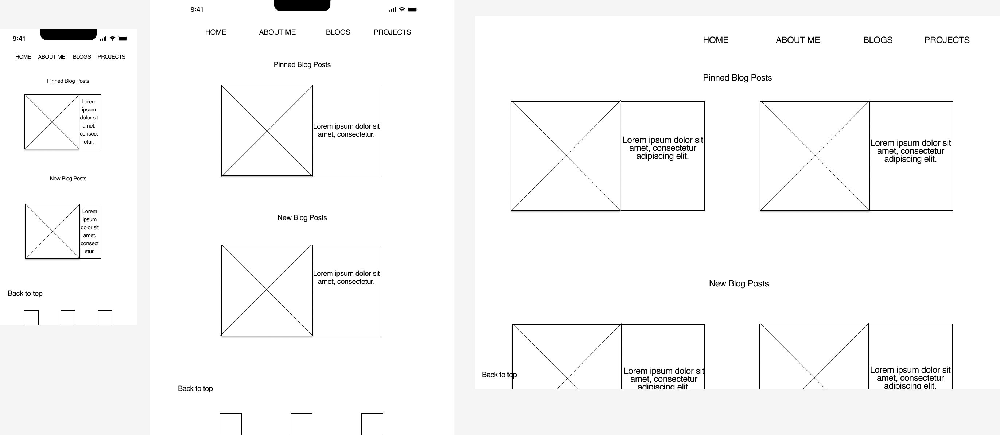 9:41
HOME ABOUT ME BLOGS PROJECTS
Pinned Blog Posts
Lorem
ipsum
dolor sit
amet,
consect
etur.
New Blog Posts
Lorem
ipsum
dolor sit
amet,
consect
etur.
Back to top
9:41
HOME ABOUT ME BLOGS PROJECTS
Pinned Blog Posts
Lorem ipsum dolor sit
amet, consectetur.
New Blog Posts
Lorem ipsum dolor sit
amet, consectetur.
Back to top
HOME ABOUT ME BLOGS PROJECTS
Pinned Blog Posts
Lorem ipsum dolor sit
amet, consectetur
adipiscing elit.
Lorem ipsum dolor sit
amet, consectetur
adipiscing elit.
New Blog Posts
Back to top
Lorem ipsum dolor sit
amet, consectetur
adipiscing elit.
Lorem ipsum dolor sit
amet, consectetur
adipiscing elit.